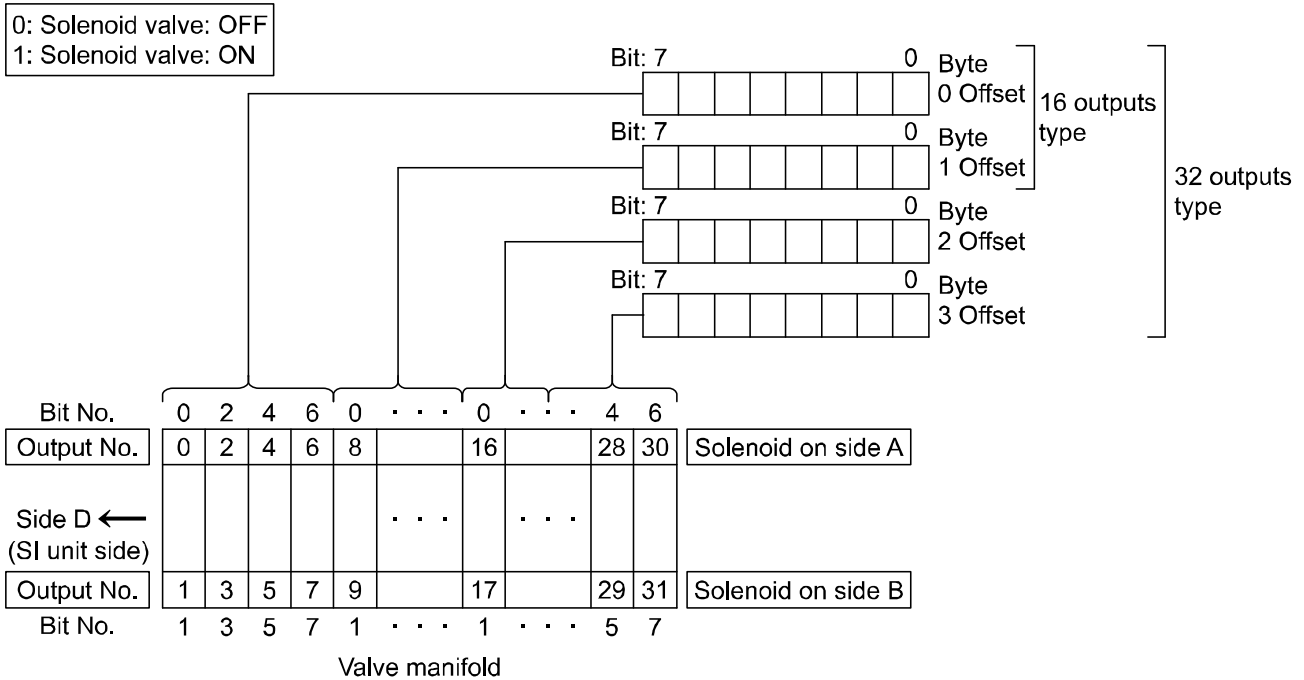 0: Solenoid valve: OFF
1: Solenoid valve: ON
Bit: 7 0 Byte
0 Offset
Bit: 7 0 Byte
1 Offset
16 outputs
type
Bit: 7 0 Byte
2 Offset
32 outputs
type
Bit: 7 0 Byte
3 Offset
Bit No. 0 2 4 6 0 · · · 0 · · · 4 6
Output No. 0 2 4 6 8 16 28 30 Solenoid on side A
Side D ←
(SI unit side)
· · · · · ·
Output No. 1 3 5 7 9 17 29 31 Solenoid on side B
Bit No. 1 3 5 7 1 · · · 1 · · · 5 7
Valve manifold